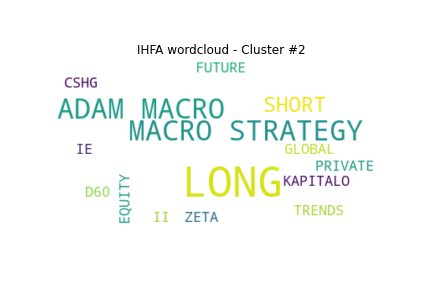 IHFA wordcloud - Cluster #2
FUTURE
CSHG
ADAM MACRO
SHORT
MACRO STRATEGY
IE
GLOBAL
PRIVATE
LONG
KAPITALO
D60
EQUITY
II
ZETA
TRENDS